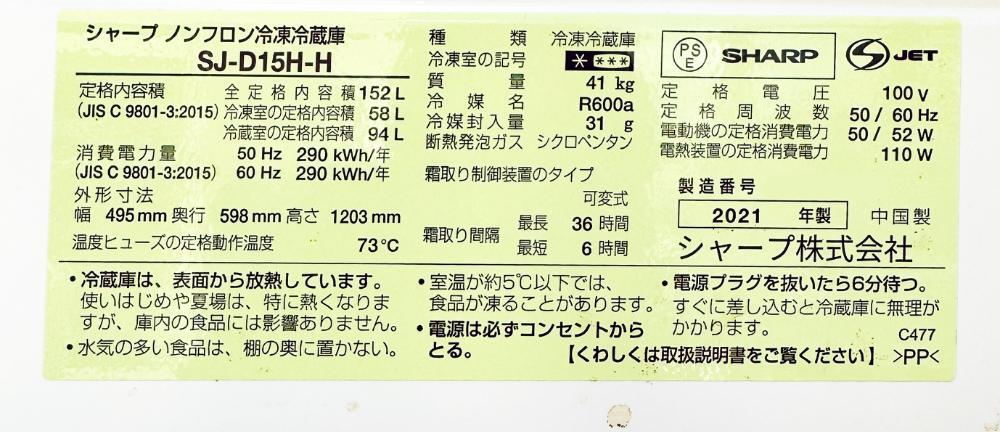 シャープ ノンフロン冷凍冷蔵庫
SJ-D15H-H
定格内容積 全定格内容積 152 L
(JIS C 9801-3:2015) 冷凍室の定格内容積 58 L
冷蔵室の定格内容積 94 L
消費電力量 50 Hz 290 kWh/年
(JIS C 9801-3:2015) 60 Hz 290 kWh/年
外形寸法
幅 495 mm 奥行 598 mm 高さ 1203 mm
温度ヒューズの定格動作温度 73℃
種類 冷凍冷蔵庫
冷凍室の記号 * ***
質量 41 kg
冷媒名 R600a
冷媒封入量 31 g
断熱発泡ガス シクロペンタン
霜取り制御装置のタイプ
可変式
霜取り間隔 最長 36 時間
最短 6 時間
PSE SHARP S JET
定格電圧 100 V
定格周波数 50 / 60 Hz
電動機の定格消費電力 50 / 52 W
電熱装置の定格消費電力 110 W
製造番号
2021 年製 中国製
シャープ株式会社
・冷蔵庫は、表面から放熱しています。
使いはじめや夏場は、特に熱くなりま
すが、庫内の食品には影響ありません。
・水気の多い食品は、棚の奥に置かない。
・室温が約5℃以下では、
食品が凍ることがあります。
・電源は必ずコンセントから
とる。
・電源プラグを抜いたら6分待つ。
すぐに差し込むと冷蔵庫に無理が
かかります。
C477
【くわしくは取扱説明書をご覧ください】 >PP<